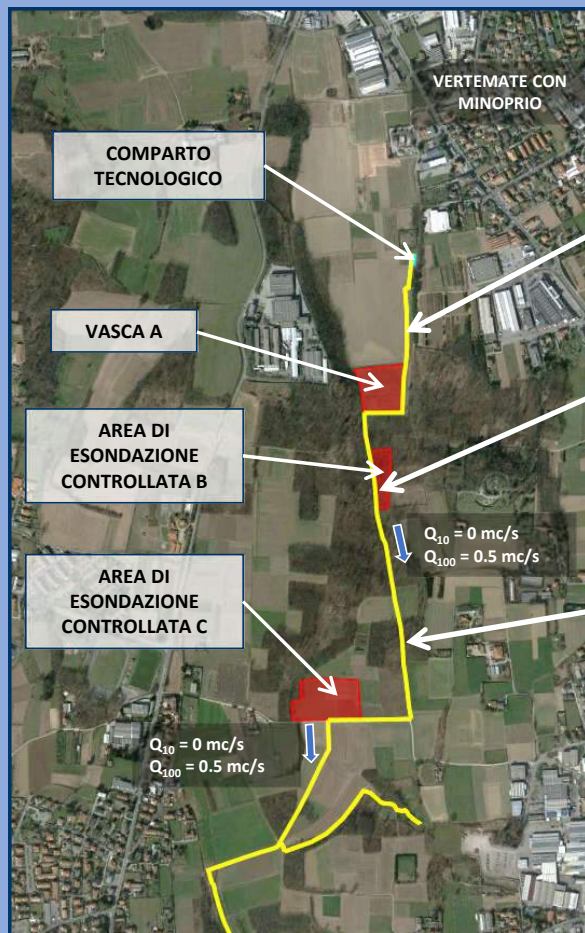 VERTEMATE CON
MINOPRIO
COMPARTO
TECNOLOGICO
VASCA A
AREA DI
ESONDAZIONE
CONTROLLATA B
Q10 = 0 mc/s
Q100 = 0.5 mc/s
AREA DI
ESONDAZIONE
CONTROLLATA C
Q10 = 0 mc/s
Q100 = 0.5 mc/s